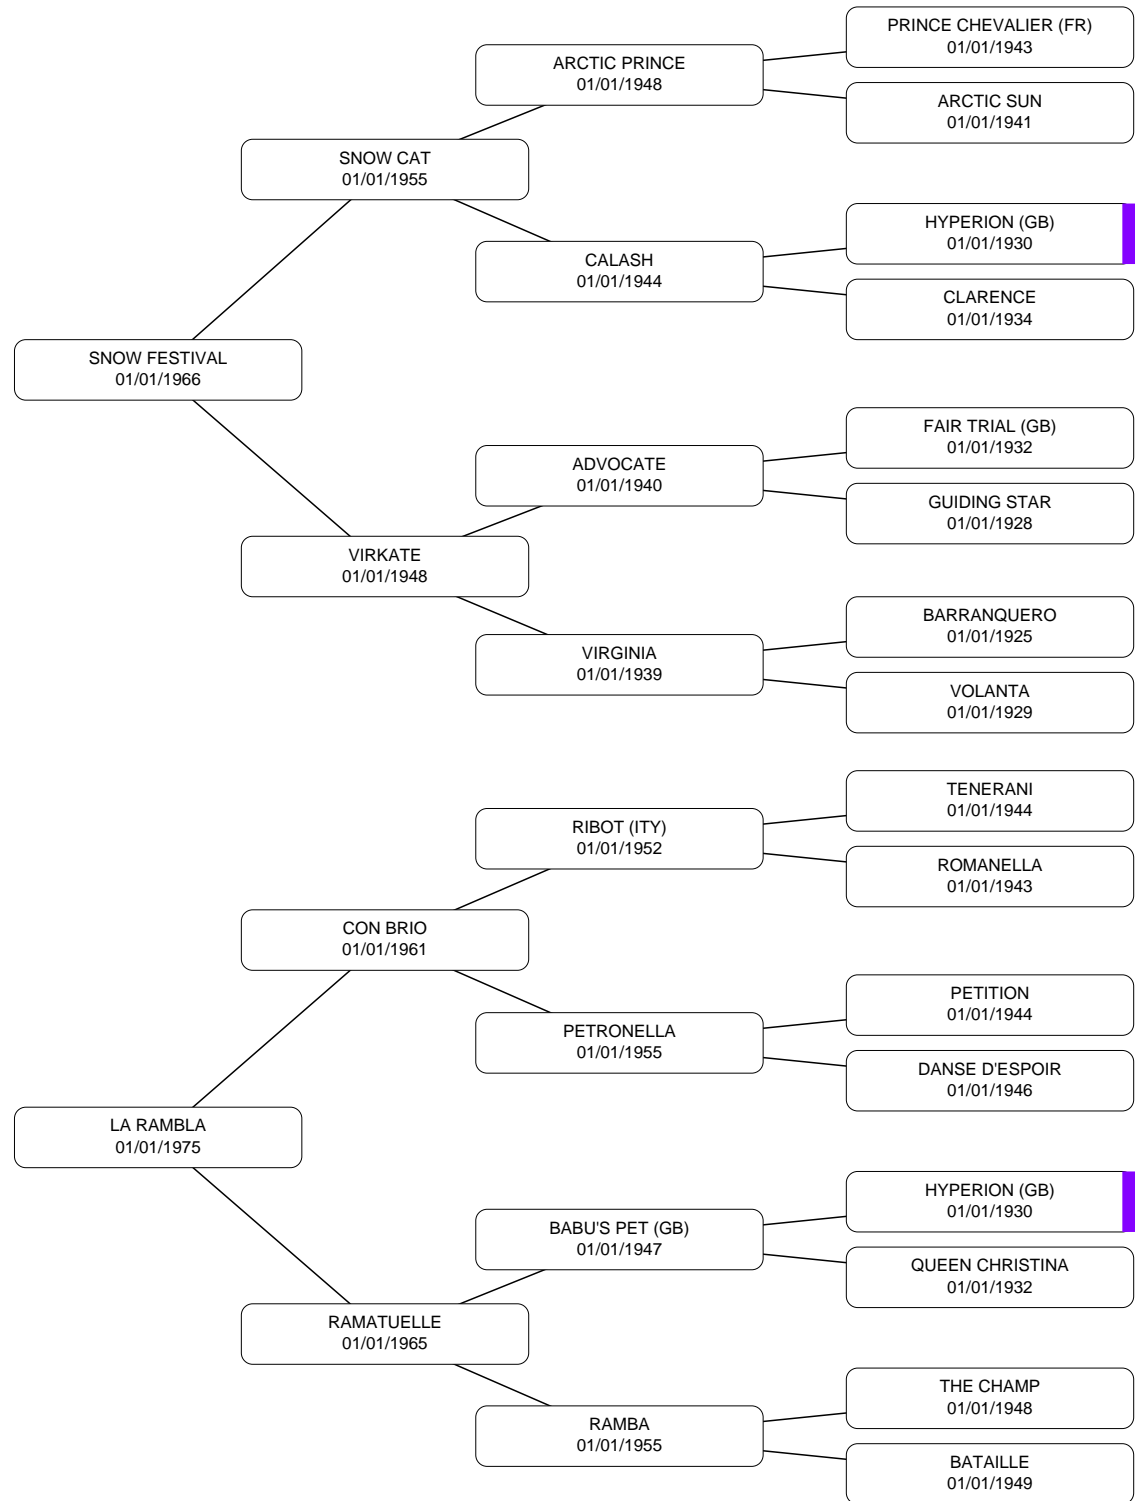 PRINCE CHEVALIER (FR)
01/01/1943
ARCTIC PRINCE
01/01/1948
ARCTIC SUN
01/01/1941
SNOW CAT
01/01/1955
HYPERION (GB)
01/01/1930
CALASH
01/01/1944
CLARENCE
01/01/1934
SNOW FESTIVAL
01/01/1966
FAIR TRIAL (GB)
01/01/1932
ADVOCATE
01/01/1940
GUIDING STAR
01/01/1928
VIRKATE
01/01/1948
BARRANQUERO
01/01/1925
VIRGINIA
01/01/1939
VOLANTA
01/01/1929
TENERANI
01/01/1944
RIBOT (ITY)
01/01/1952
ROMANELLA
01/01/1943
CON BRIO
01/01/1961
PETITION
01/01/1944
PETRONELLA
01/01/1955
DANSE D'ESPOIR
01/01/1946
LA RAMBLA
01/01/1975
HYPERION (GB)
01/01/1930
BABU'S PET (GB)
01/01/1947
QUEEN CHRISTINA
01/01/1932
RAMATUELLE
01/01/1965
THE CHAMP
01/01/1948
RAMBA
01/01/1955
BATAILLE
01/01/1949